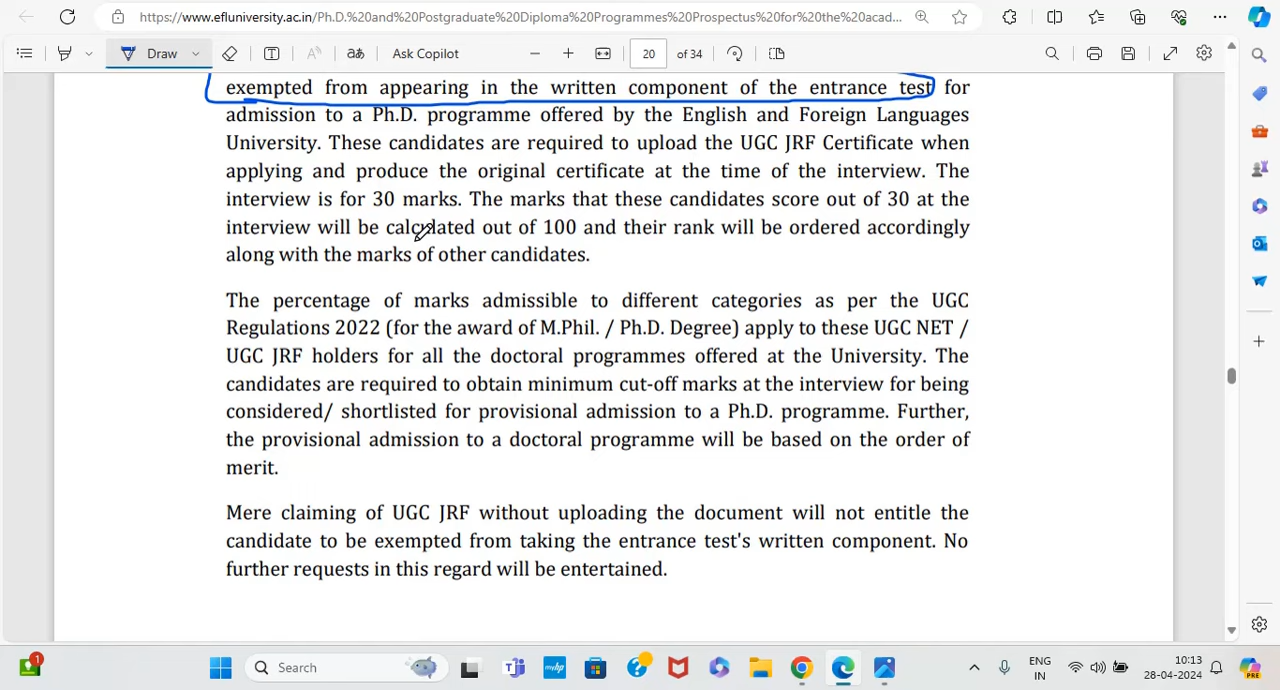 https://www.efluniversity.ac.in/Ph.D.%20and%20Postgraduate%20Diploma%20Programmes%20Prospectus%20for%20the%20acad...
Draw
Ask Copilot
20 of 34
exempted from appearing in the written component of the entrance test for
admission to a Ph.D. programme offered by the English and Foreign Languages
University. These candidates are required to upload the UGC JRF Certificate when
applying and produce the original certificate at the time of the interview. The
interview is for 30 marks. The marks that these candidates score out of 30 at the
interview will be calculated out of 100 and their rank will be ordered accordingly
along with the marks of other candidates.
The percentage of marks admissible to different categories as per the UGC
Regulations 2022 (for the award of M.Phil. / Ph.D. Degree) apply to these UGC NET /
UGC JRF holders for all the doctoral programmes offered at the University. The
candidates are required to obtain minimum cut-off marks at the interview for being
considered/ shortlisted for provisional admission to a Ph.D. programme. Further,
the provisional admission to a doctoral programme will be based on the order of
merit.
Mere claiming of UGC JRF without uploading the document will not entitle the
candidate to be exempted from taking the entrance test's written component. No
further requests in this regard will be entertained.
1
Search
myhp
ENG
IN
10:13
28-04-2024
PRE